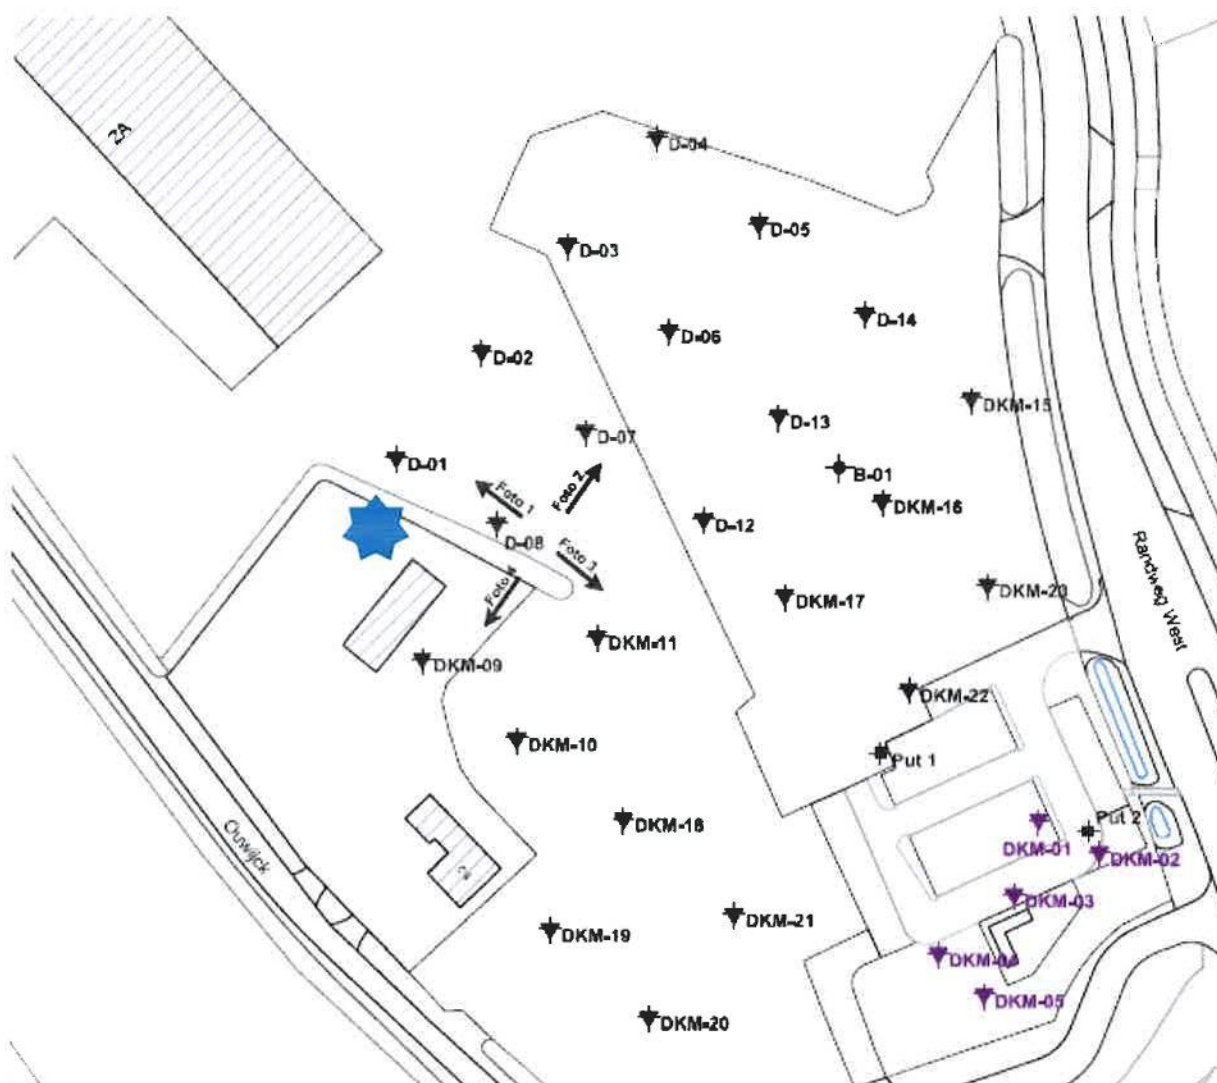 2A
D-04
D-05
D-03
D-14
D-06
D-02
DKM-15
D-13
D-07
D-01
B-01
Foto 1
Foto 2
DKM-16
D-12
D-08
Foto 3
Foto 4
DKM-23
DKM-17
Randweg West
DKM-11
DKM-09
DKM-22
DKM-10
Put 1
DKM-18
Put 2
DKM-01
DKM-02
Ouwijck
DKM-03
DKM-21
DKM-19
DKM-04
DKM-05
DKM-20